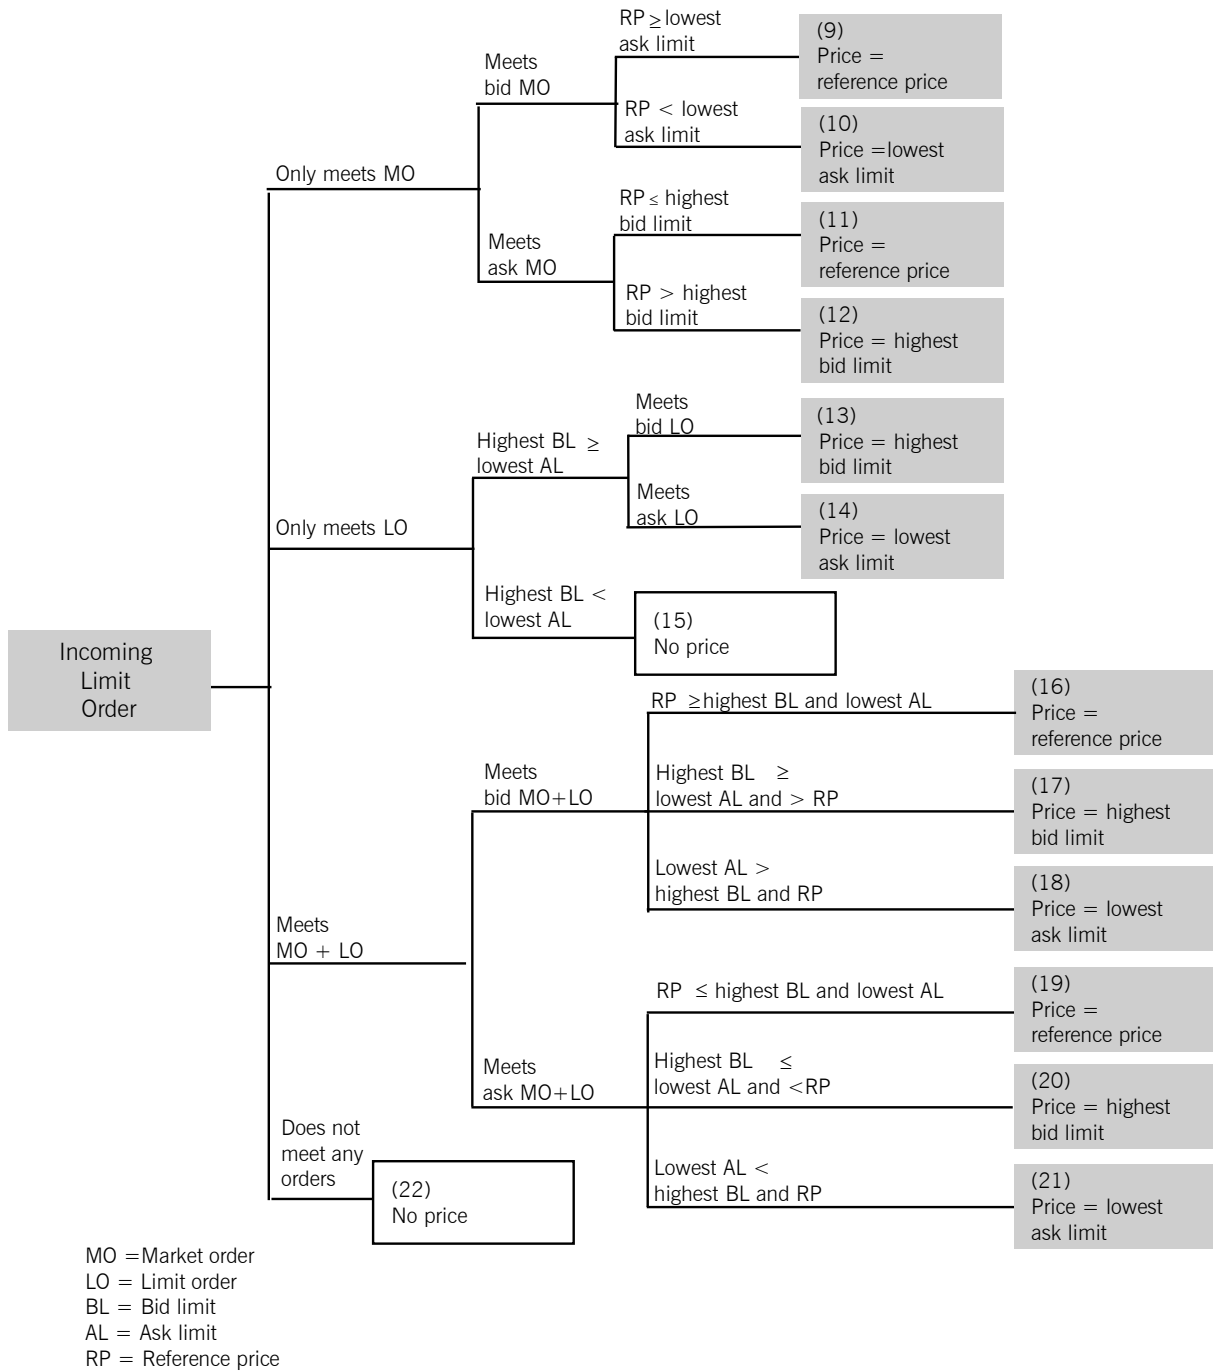 RP ≥ lowest
ask limit
(9)
Price =
reference price
Meets
bid MO
RP < lowest
ask limit
(10)
Price =lowest
ask limit
Only meets MO
RP ≤ highest
bid limit
(11)
Price =
reference price
Meets
ask MO
RP > highest
bid limit
(12)
Price = highest
bid limit
Meets
bid LO
(13)
Price = highest
bid limit
Highest BL ≥
lowest AL
Meets
ask LO
(14)
Price = lowest
ask limit
Only meets LO
Highest BL <
lowest AL
(15)
No price
Incoming
Limit
Order
RP ≥highest BL and lowest AL
(16)
Price =
reference price
Meets
bid MO+LO
Highest BL ≥
lowest AL and > RP
(17)
Price = highest
bid limit
Lowest AL >
highest BL and RP
(18)
Price = lowest
ask limit
Meets
MO + LO
RP ≤ highest BL and lowest AL
(19)
Price =
reference price
Meets
ask MO+LO
Highest BL ≤
lowest AL and <RP
(20)
Price = highest
bid limit
Lowest AL <
highest BL and RP
(21)
Price = lowest
ask limit
Does not
meet any
orders
(22)
No price
MO =Market order
LO = Limit order
BL = Bid limit
AL = Ask limit
RP = Reference price